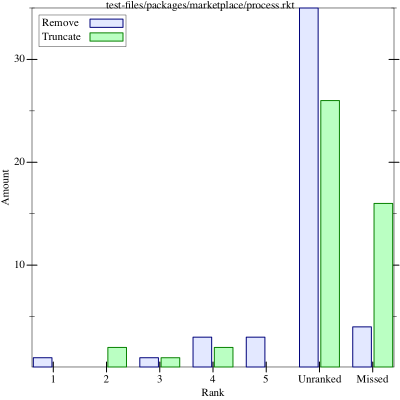 test-files/packages/marketplace/process.rkt
Remove
Truncate
30
20
10
Amount
1 2 3 4 5 Unranked Missed
Rank